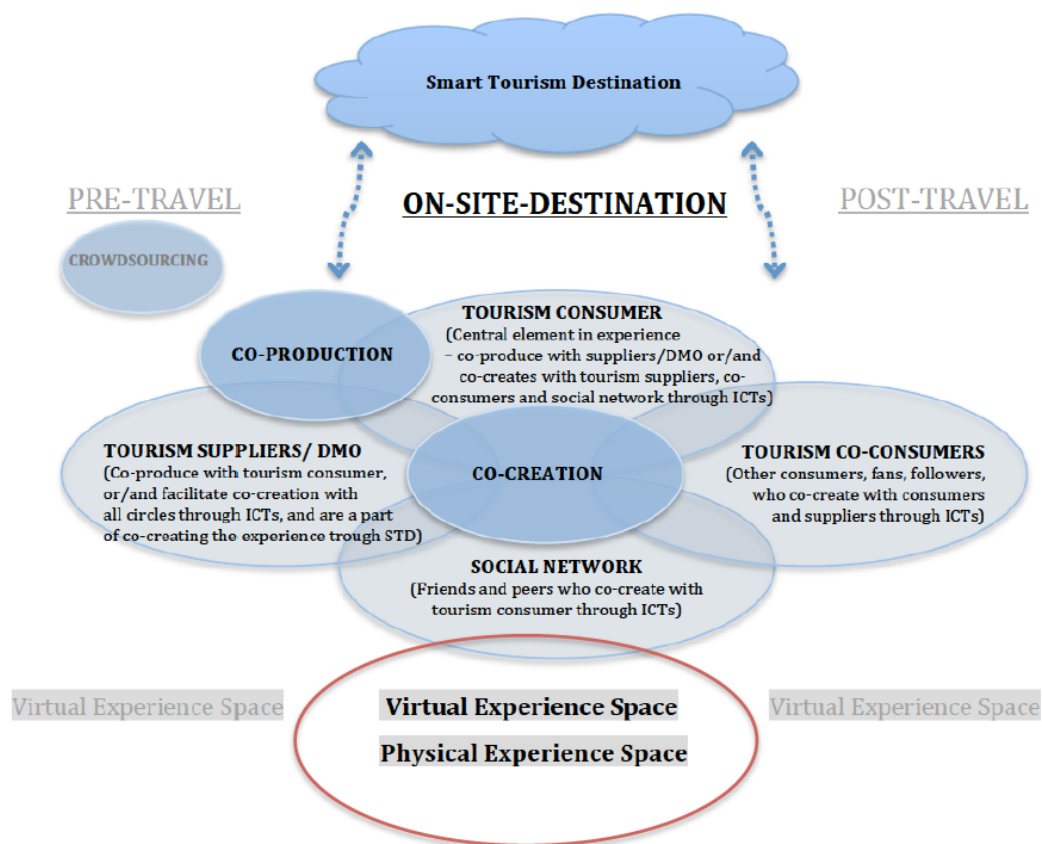 Smart Tourism Destination
PRE-TRAVEL
ON-SITE-DESTINATION
POST-TRAVEL
CROWDSOURCING
CO-PRODUCTION
TOURISM CONSUMER
(Central element in experience
– co-produce with suppliers/DMO or/and
co-creates with tourism suppliers, co-
consumers and social network through ICTs)
TOURISM SUPPLIERS/ DMO
(Co-produce with tourism consumer,
or/and facilitate co-creation with
all circles through ICTs, and are a part
of co-creating the experience trough STD)
CO-CREATION
TOURISM CO-CONSUMERS
(Other consumers, fans, followers,
who co-create with consumers
and suppliers through ICTs)
SOCIAL NETWORK
(Friends and peers who co-create with
tourism consumer through ICTs)
Virtual Experience Space
Virtual Experience Space
Virtual Experience Space
Physical Experience Space